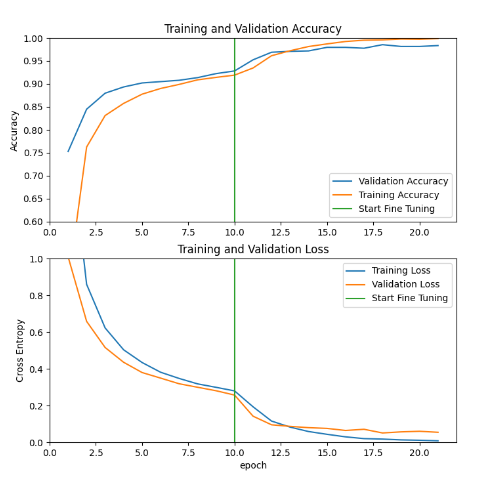 Training and Validation Accuracy
Accuracy
1.00
0.95
0.90
0.85
0.80
0.75
0.70
0.65
0.60
Validation Accuracy
Training Accuracy
Start Fine Tuning
0.0 2.5 5.0 7.5 10.0 12.5 15.0 17.5 20.0
Training and Validation Loss
Cross Entropy
1.0
0.8
0.6
0.4
0.2
0.0
Training Loss
Validation Loss
Start Fine Tuning
0.0 2.5 5.0 7.5 10.0 12.5 15.0 17.5 20.0
epoch